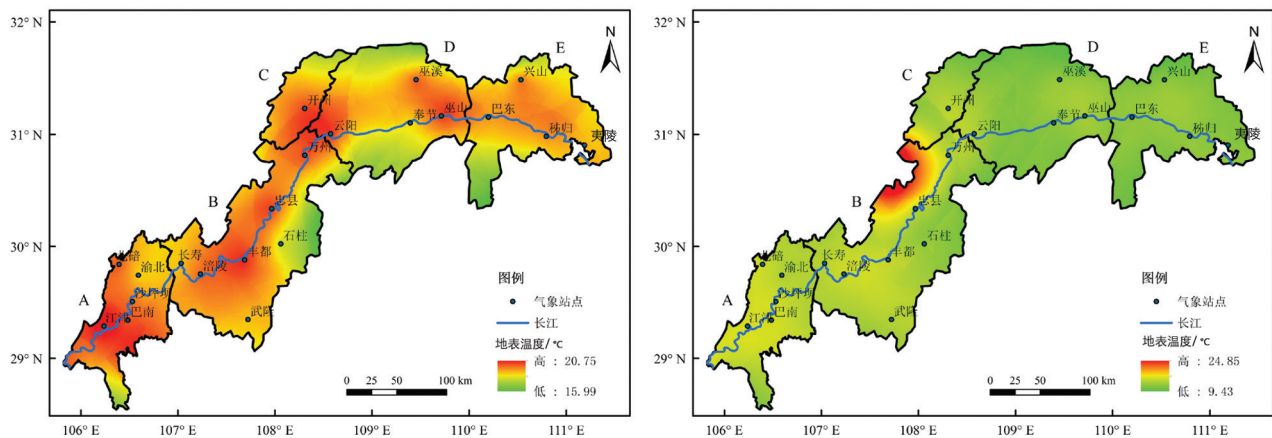 32° N
31° N
30° N
29° N
N
D
E
C
B
A
兴山
巫溪
开州
巫山
巴东
奉节
云阳
秭归
夷陵
万州
忠县
石柱
丰都
长寿
涪陵
北碚
渝北
沙坪坝
江津
巴南
武隆
图例
气象站点
长江
地表温度/℃
高 : 20.75
低 : 15.99
0 25 50 100 km
106° E 107° E 108° E 109° E 110° E 111° E
32° N
31° N
30° N
29° N
N
D
E
C
B
A
兴山
巫溪
开州
巫山
巴东
奉节
云阳
秭归
夷陵
万州
忠县
石柱
丰都
长寿
涪陵
北碚
渝北
沙坪坝
江津
巴南
武隆
图例
气象站点
长江
地表温度/℃
高 : 24.85
低 : 9.43
0 25 50 100 km
106° E 107° E 108° E 109° E 110° E 111° E